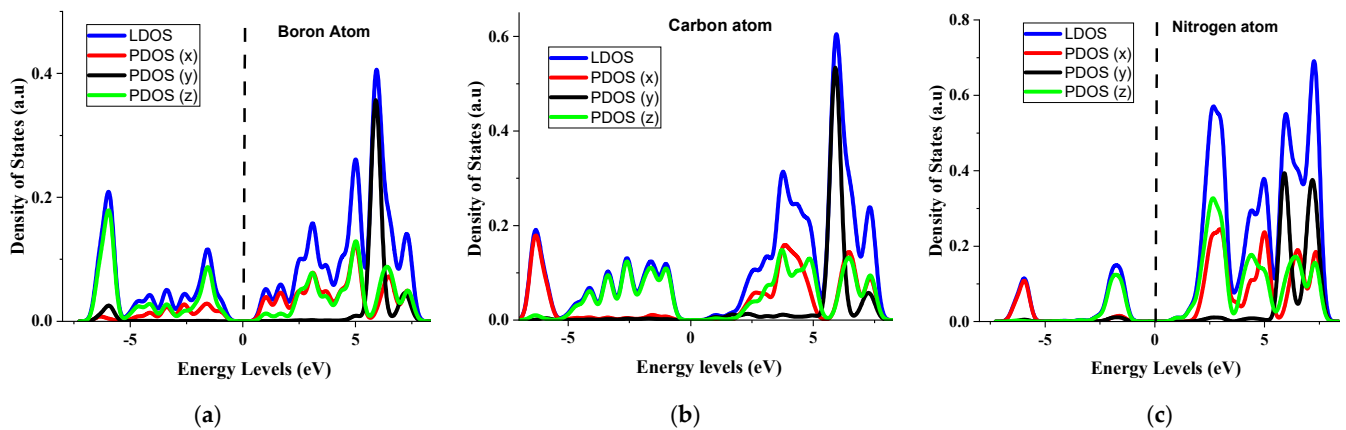 Boron Atom
LDOS
PDOS (x)
PDOS (y)
PDOS (z)
Density of States (a.u)
0.4
0.2
0.0
-5
0
5
Energy Levels (eV)
(a)
Carbon atom
LDOS
PDOS (x)
PDOS (y)
PDOS (z)
Density of States (a.u)
0.6
0.4
0.2
0.0
-5
0
5
Energy levels (eV)
(b)
Nitrogen atom
LDOS
PDOS (x)
PDOS (y)
PDOS (z)
Density of States (a.u)
0.8
0.6
0.4
0.2
0.0
-5
0
5
Energy Levels (eV)
(c)